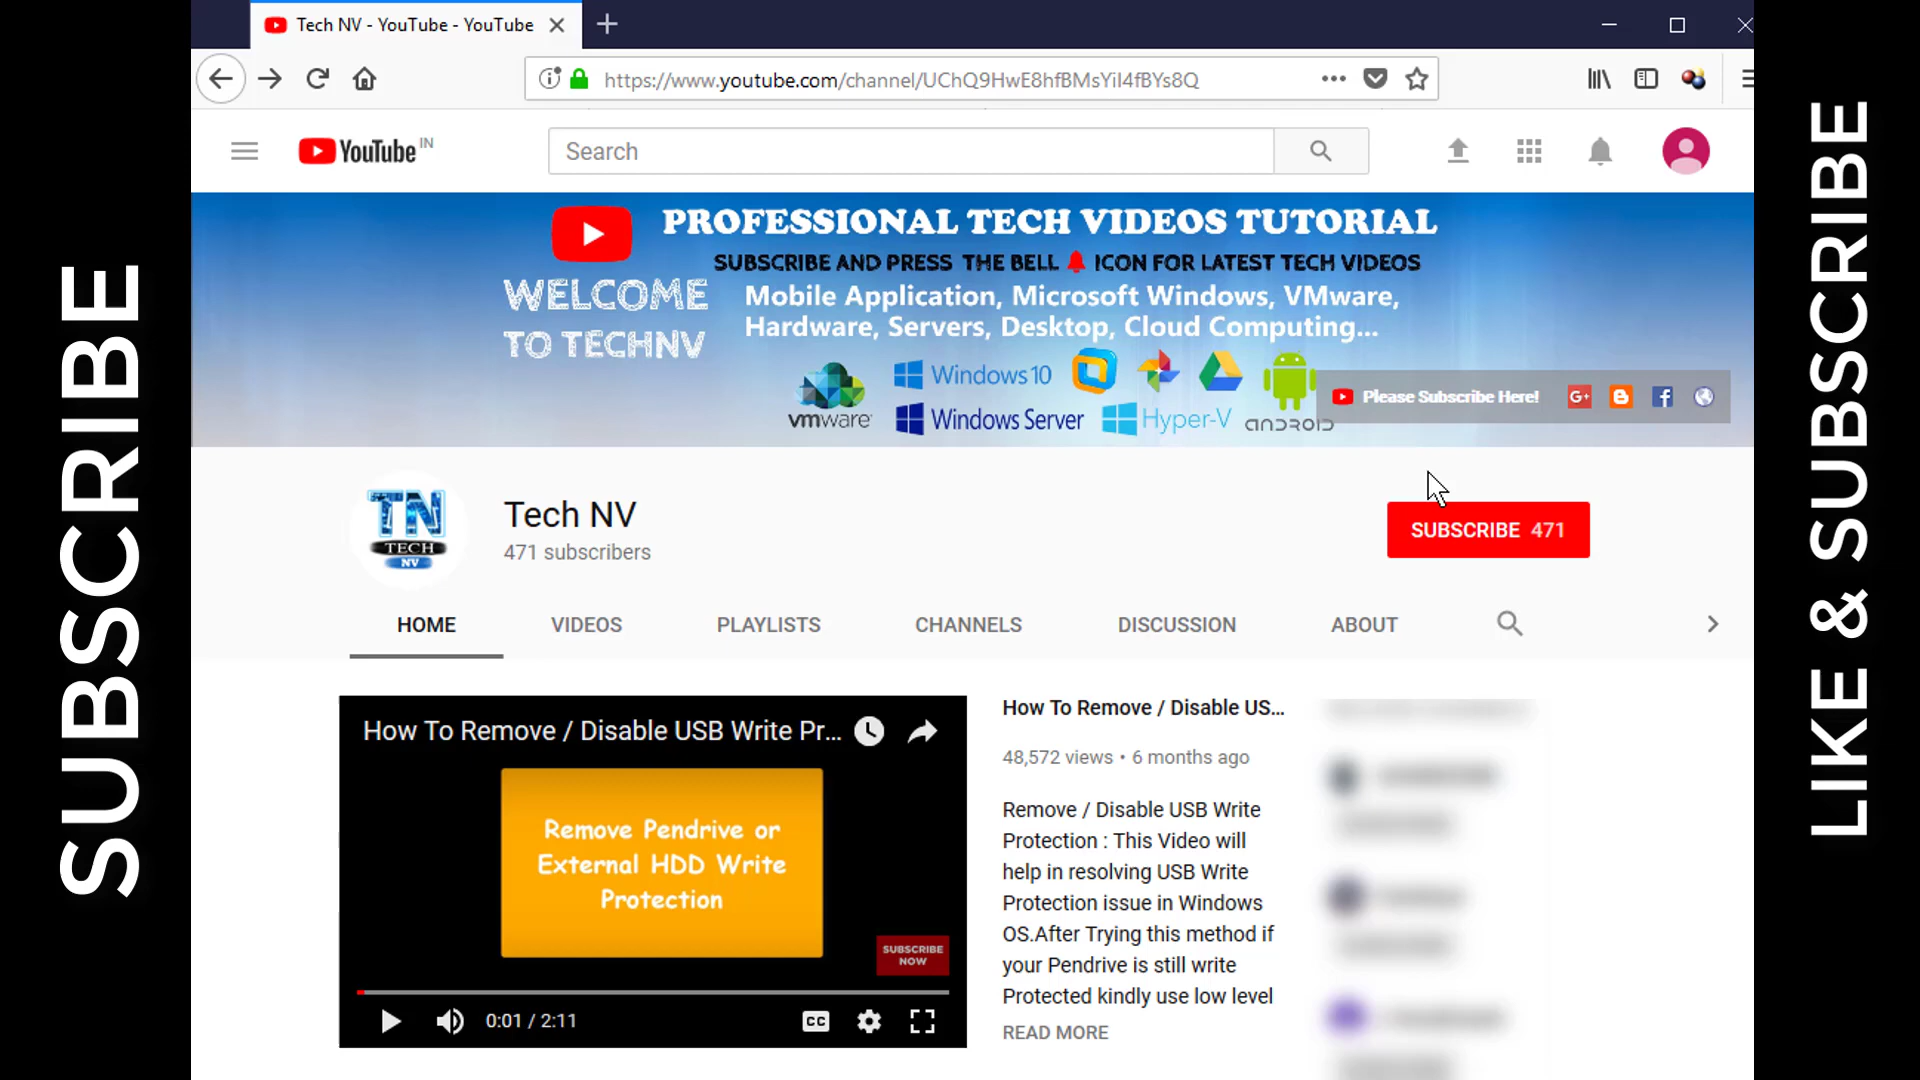 Tech NV - YouTube - YouTube
https://www.youtube.com/channel/UChQ9HwE8hfBMsYiI4fBYs8Q
YouTube IN
Search
PROFESSIONAL TECH VIDEOS TUTORIAL
SUBSCRIBE AND PRESS THE BELL ICON FOR LATEST TECH VIDEOS
WELCOME
TO TECHNV
Mobile Application, Microsoft Windows, VMware,
Hardware, Servers, Desktop, Cloud Computing...
vmware
Windows 10
Windows Server
Hyper-V
ANDROID
Please Subscribe Here!
G+
TN
TECH
NV
Tech NV
471 subscribers
SUBSCRIBE 471
HOME
VIDEOS
PLAYLISTS
CHANNELS
DISCUSSION
ABOUT
How To Remove / Disable USB Write Pr...
Remove Pendrive or
External HDD Write
Protection
SUBSCRIBE
NOW
0:01 / 2:11
CC
How To Remove / Disable US...
48,572 views • 6 months ago
Remove / Disable USB Write
Protection : This Video will
help in resolving USB Write
Protection issue in Windows
OS.After Trying this method if
your Pendrive is still write
Protected kindly use low level
READ MORE
SUBSCRIBE
LIKE & SUBSCRIBE